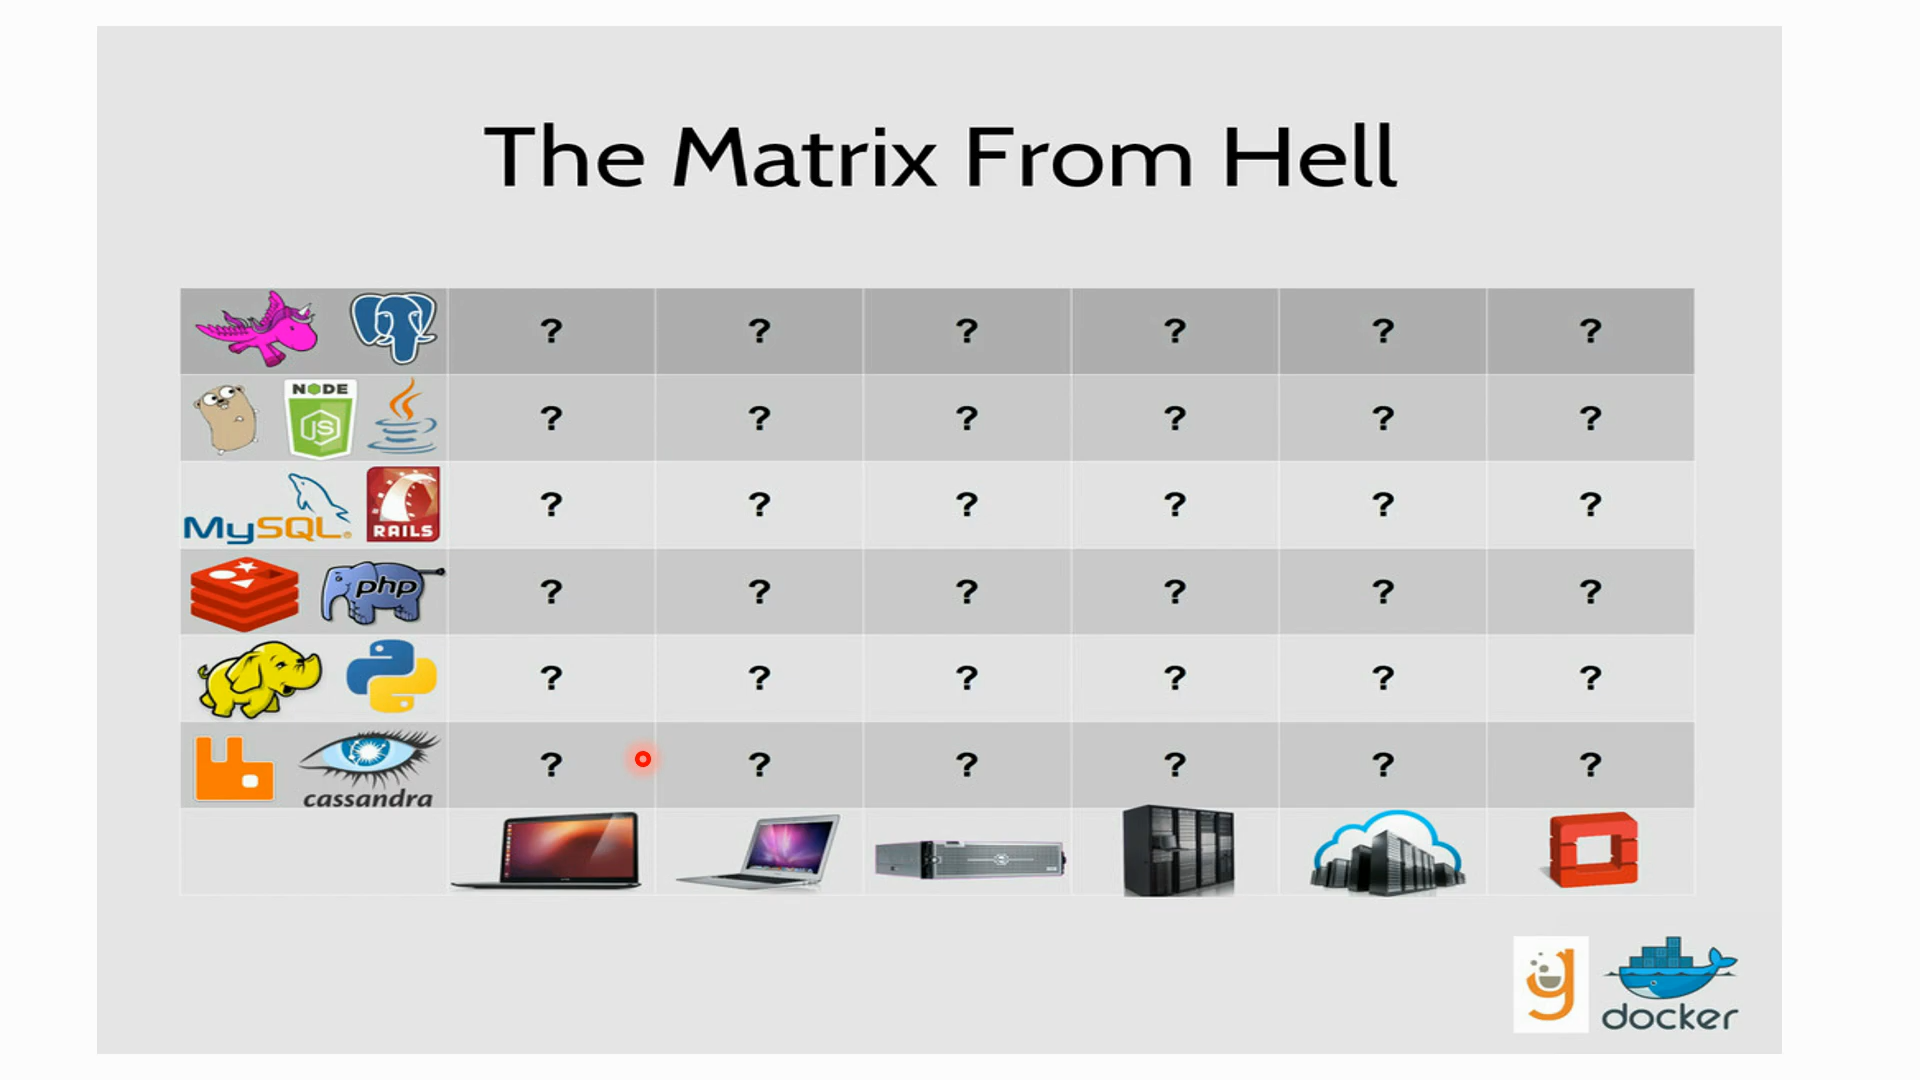 The Matrix From Hell
? ? ? ? ? ?
NODE
JS
? ? ? ? ? ?
MySQL®
RAILS
? ? ? ? ? ?
php
? ? ? ? ? ?
? ? ? ? ? ?
cassandra
? ? ? ? ? ?
g
docker